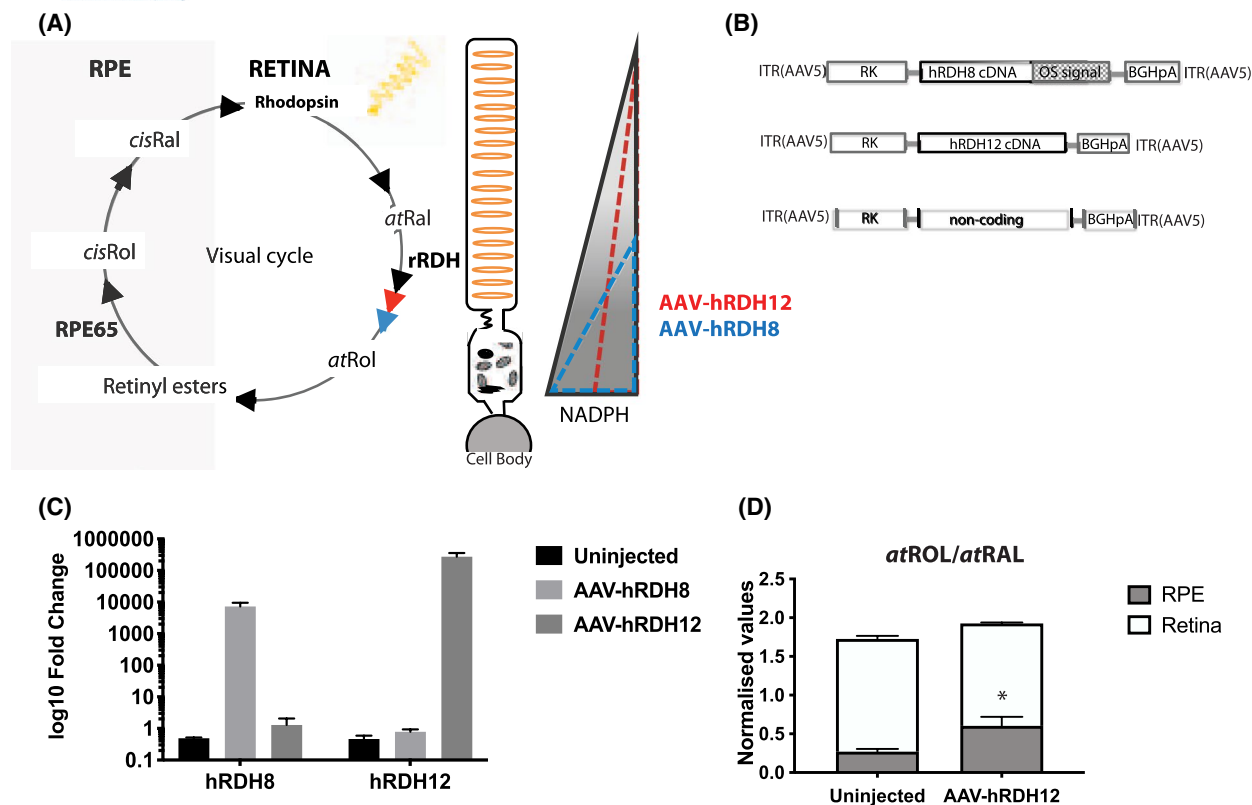 (A)
RPE
RETINA
Rhodopsin
cisRal
atRal
rRDH
cisRol
Visual cycle
RPE65
atRol
Retinyl esters
Cell Body
NADPH
AAV-hRDH12
AAV-hRDH8
(B)
ITR(AAV5) RK hRDH8 cDNA OS signal BGHpA ITR(AAV5)
ITR(AAV5) RK hRDH12 cDNA BGHpA ITR(AAV5)
ITR(AAV5) RK non-coding BGHpA ITR(AAV5)
(C)
log10 Fold Change
1000000
100000
10000
1000
100
10
1
0.1
hRDH8 hRDH12
Uninjected
AAV-hRDH8
AAV-hRDH12
(D)
atROL/atRAL
Normalised values
2.5
2.0
1.5
1.0
0.5
0.0
*
Uninjected AAV-hRDH12
RPE
Retina